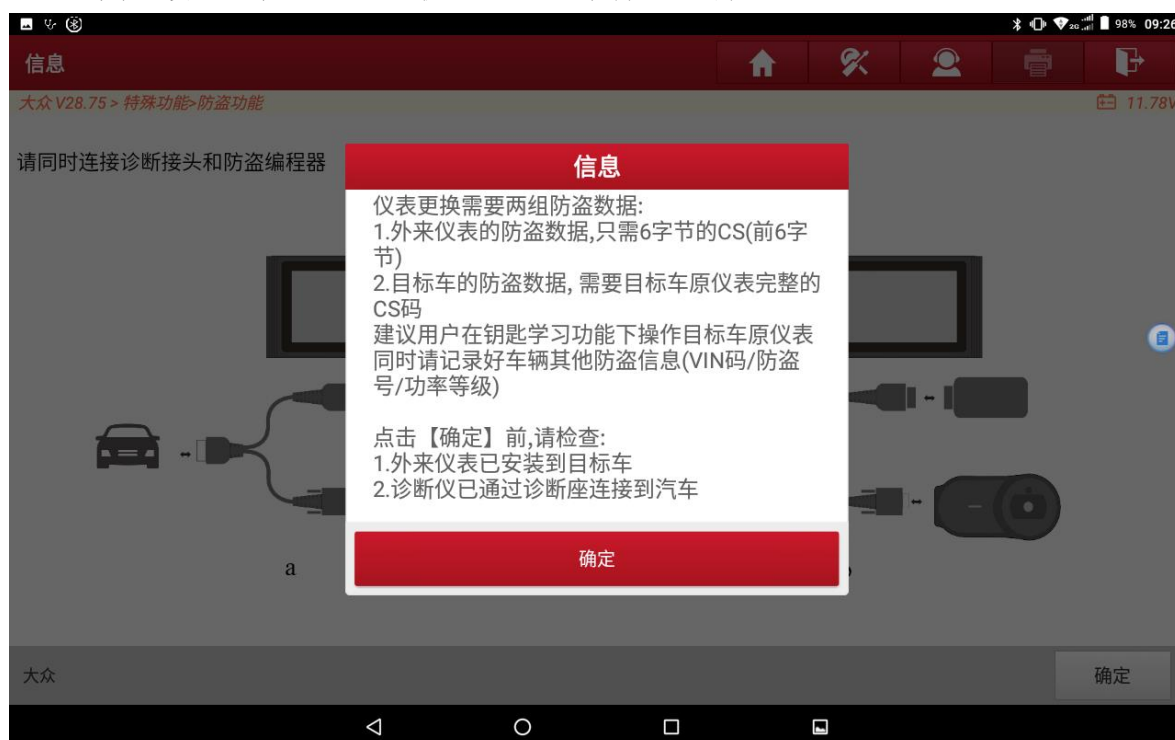 2G 98% 09:26
信息
大众 V28.75 > 特殊功能>防盗功能
11.78V
请同时连接诊断接头和防盗编程器
信息
仪表更换需要两组防盗数据:
1.外来仪表的防盗数据,只需6字节的CS(前6字
节)
2.目标车的防盗数据, 需要目标车原仪表完整的
CS码
建议用户在钥匙学习功能下操作目标车原仪表
同时请记录好车辆其他防盗信息(VIN码/防盗
号/功率等级)
点击【确定】前,请检查:
1.外来仪表已安装到目标车
2.诊断仪已通过诊断座连接到汽车
确定
a
大众
确定